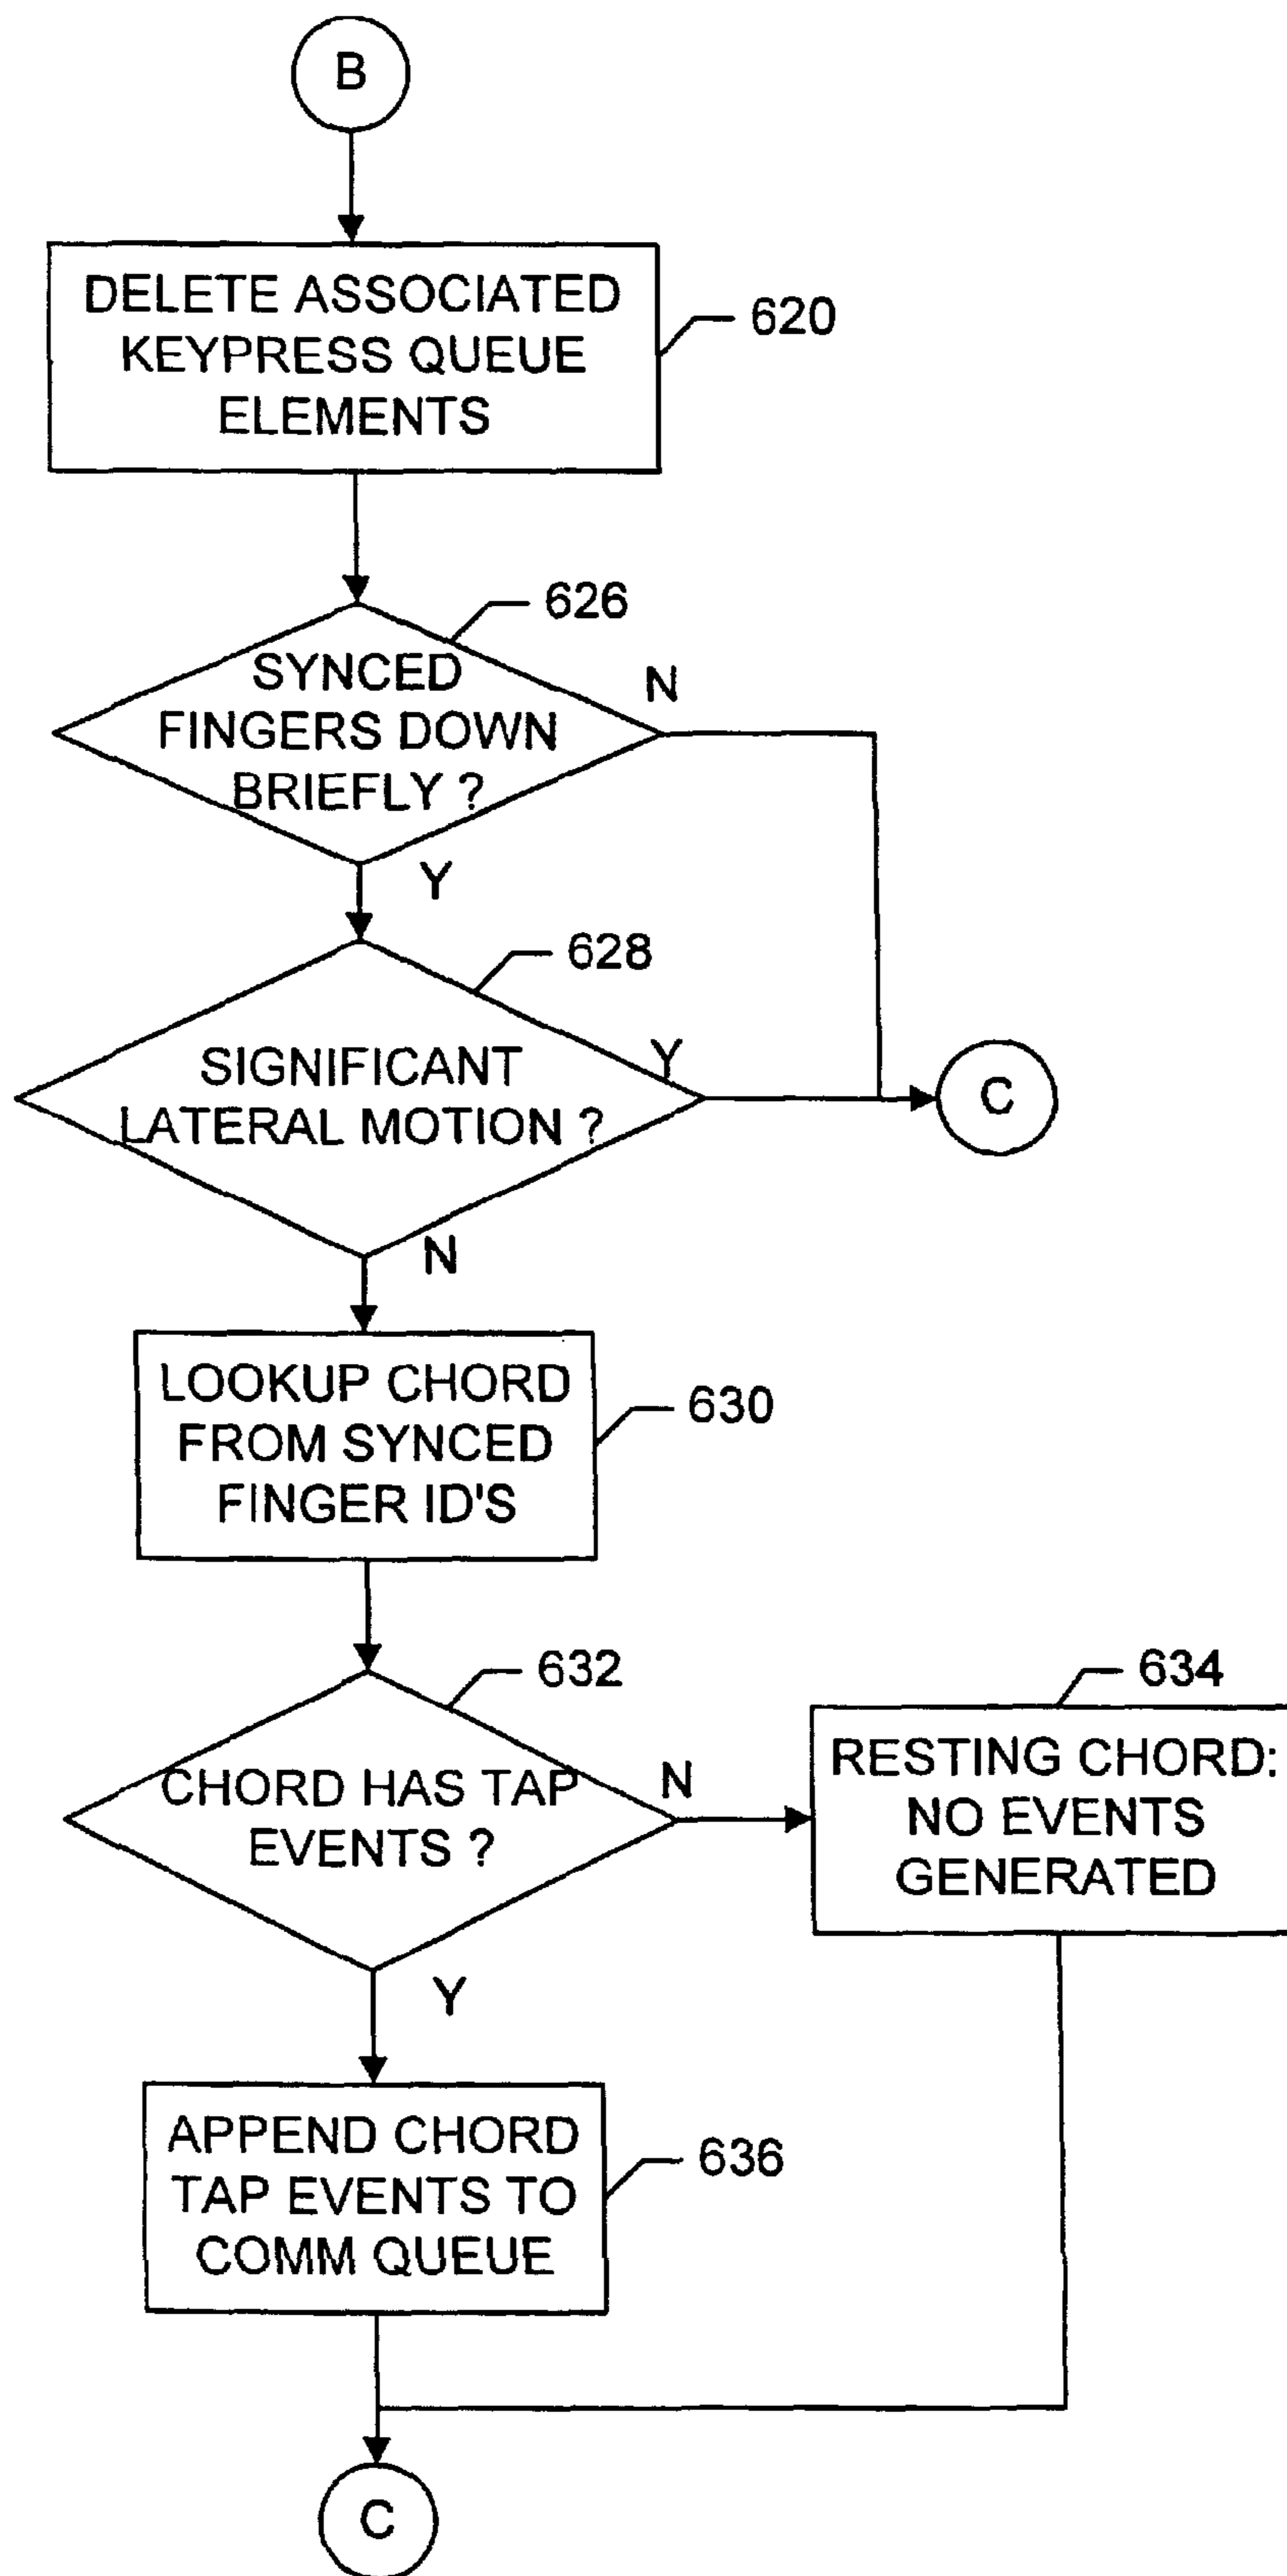 B
DELETE ASSOCIATED
KEYPRESS QUEUE
ELEMENTS
620
626
SYNCED
FINGERS DOWN
BRIEFLY ?
N
Y
628
SIGNIFICANT
LATERAL MOTION ?
Y
C
N
LOOKUP CHORD
FROM SYNCED
FINGER ID'S
630
632
CHORD HAS TAP
EVENTS ?
N
634
RESTING CHORD:
NO EVENTS
GENERATED
Y
APPEND CHORD
TAP EVENTS TO
COMM QUEUE
636
C